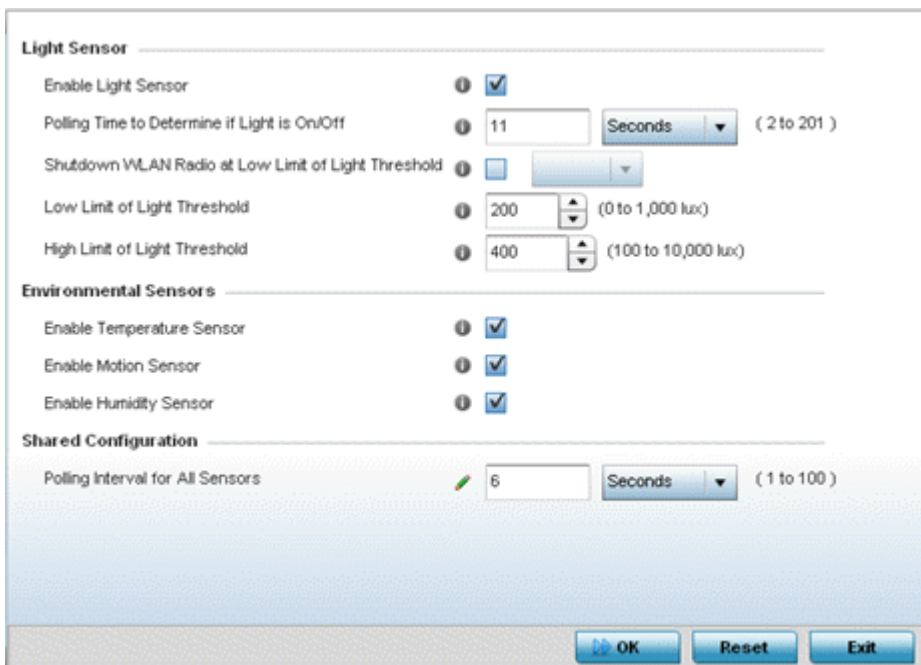 Light Sensor
Enable Light Sensor
Polling Time to Determine if Light is On/Off 11 Seconds ( 2 to 201 )
Shutdown WLAN Radio at Low Limit of Light Threshold
Low Limit of Light Threshold 200 (0 to 1,000 lux)
High Limit of Light Threshold 400 (100 to 10,000 lux)
Environmental Sensors
Enable Temperature Sensor
Enable Motion Sensor
Enable Humidity Sensor
Shared Configuration
Polling Interval for All Sensors 6 Seconds ( 1 to 100 )
OK Reset Exit